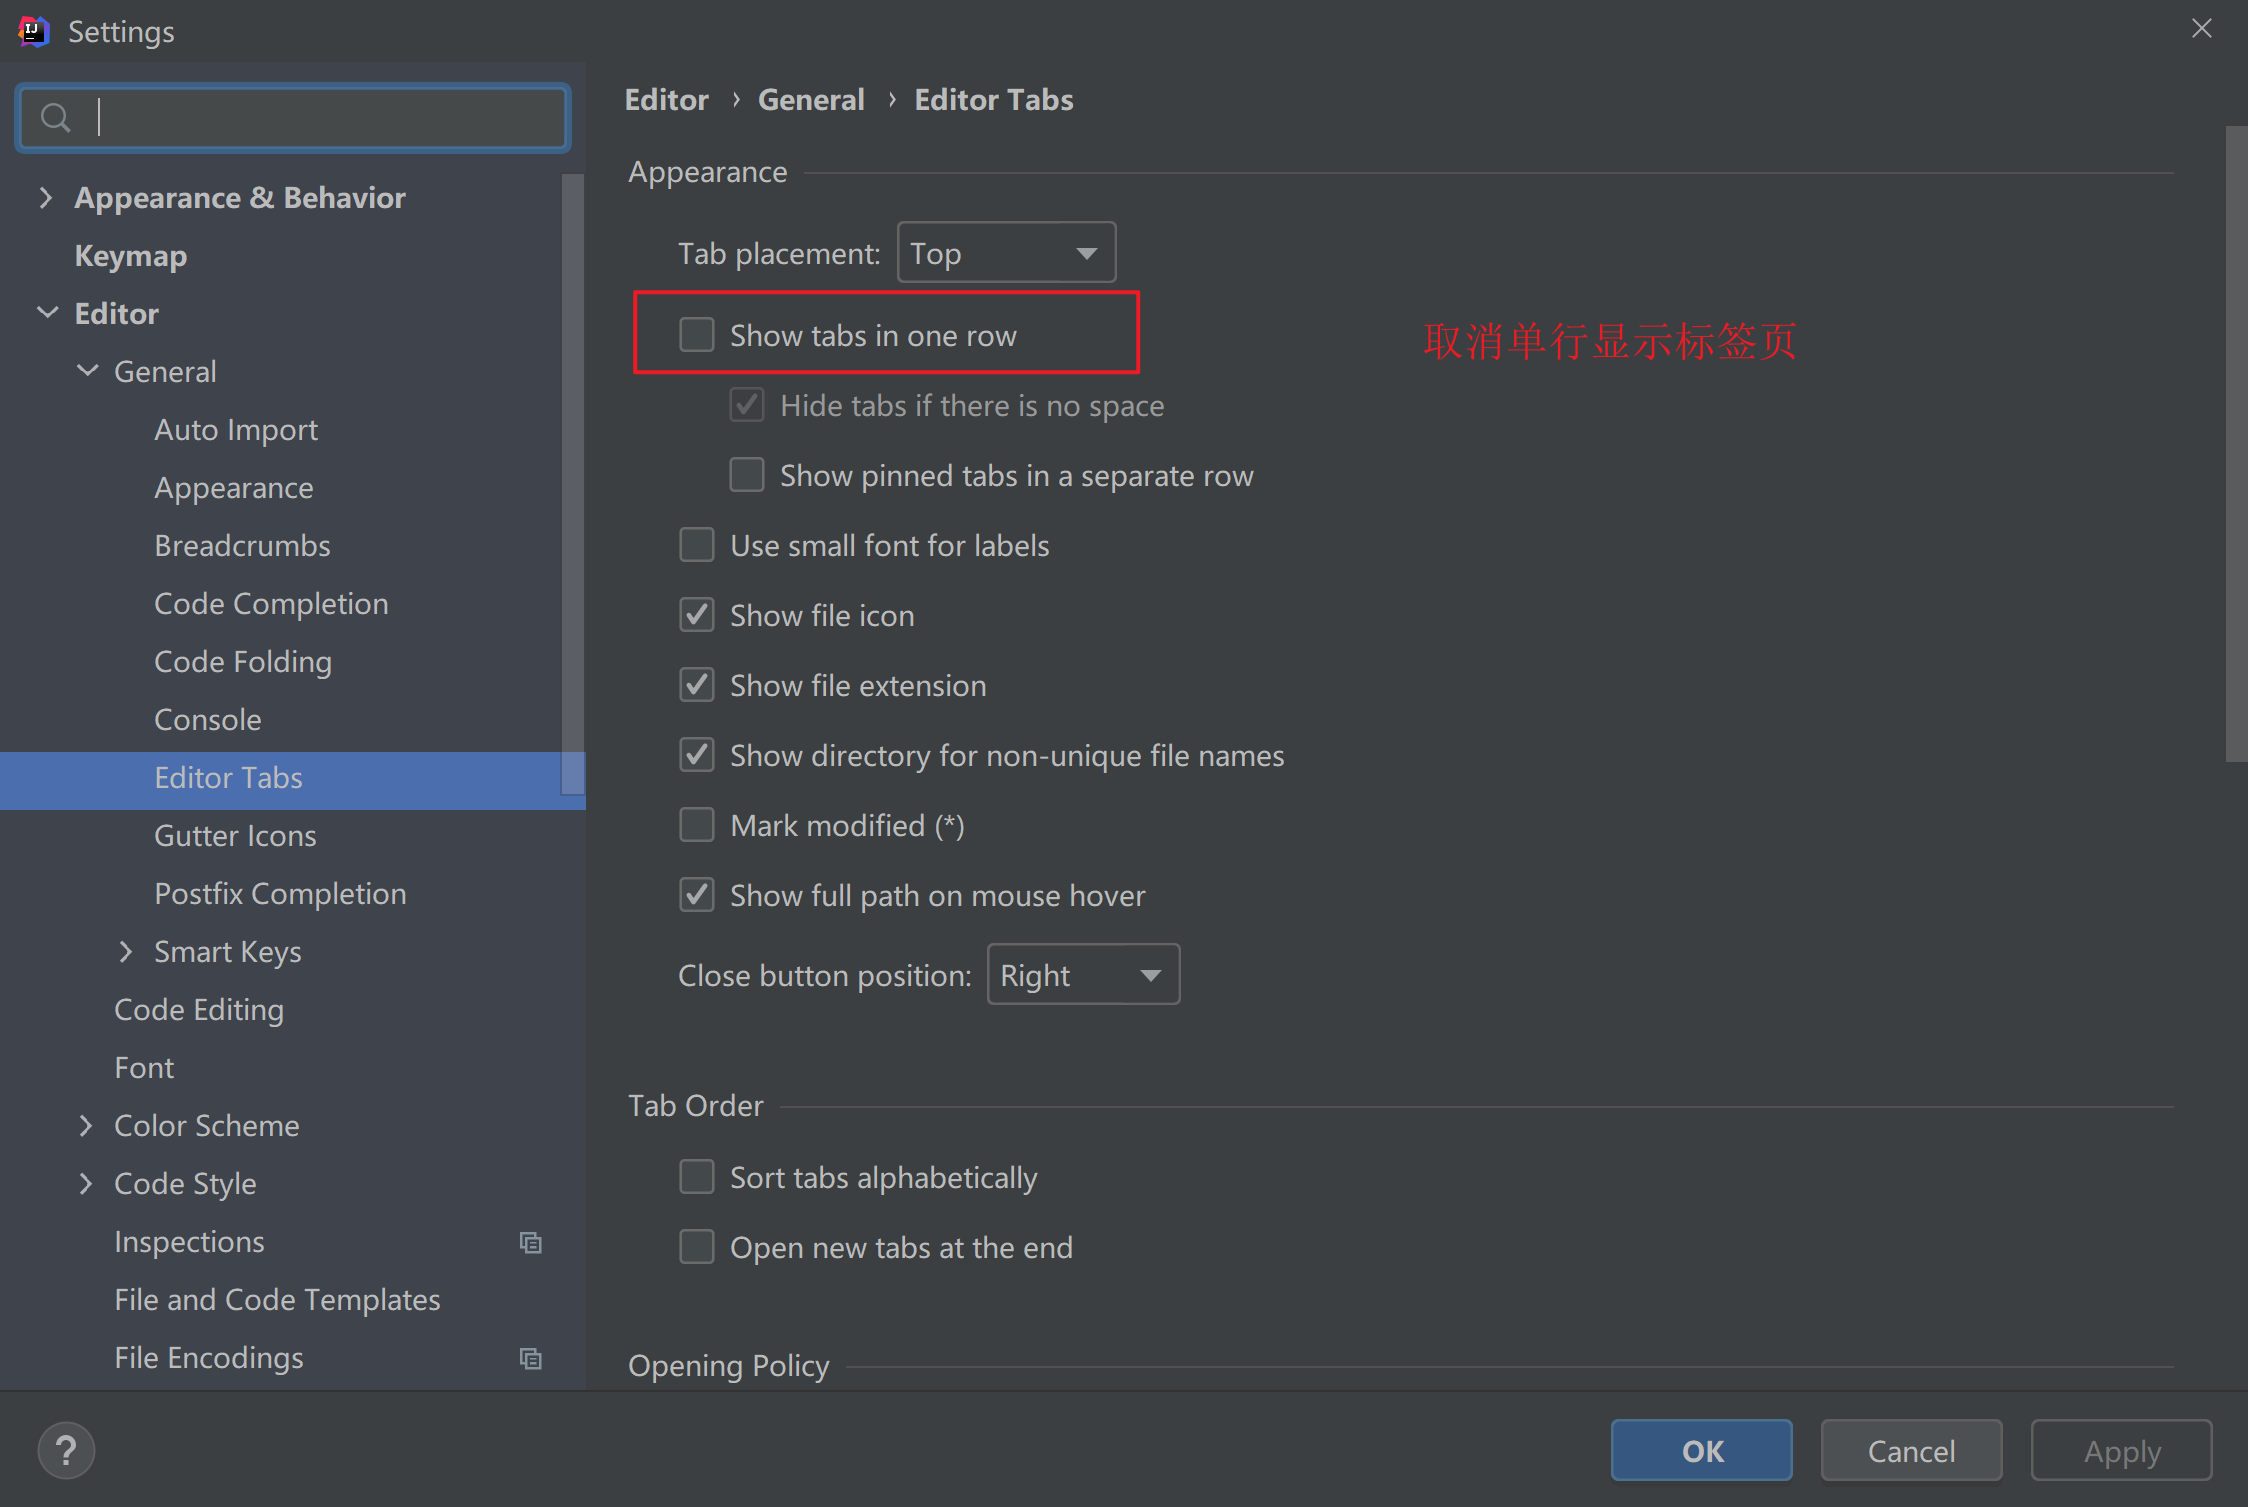 Settings
Appearance & Behavior
Keymap
Editor
General
Auto Import
Appearance
Breadcrumbs
Code Completion
Code Folding
Console
Editor Tabs
Gutter Icons
Postfix Completion
Smart Keys
Code Editing
Font
Color Scheme
Code Style
Inspections
File and Code Templates
File Encodings
Editor › General › Editor Tabs
Appearance
Tab placement: Top
Show tabs in one row
取消单行显示标签页
Hide tabs if there is no space
Show pinned tabs in a separate row
Use small font for labels
Show file icon
Show file extension
Show directory for non-unique file names
Mark modified (*)
Show full path on mouse hover
Close button position: Right
Tab Order
Sort tabs alphabetically
Open new tabs at the end
Opening Policy
?
OK
Cancel
Apply